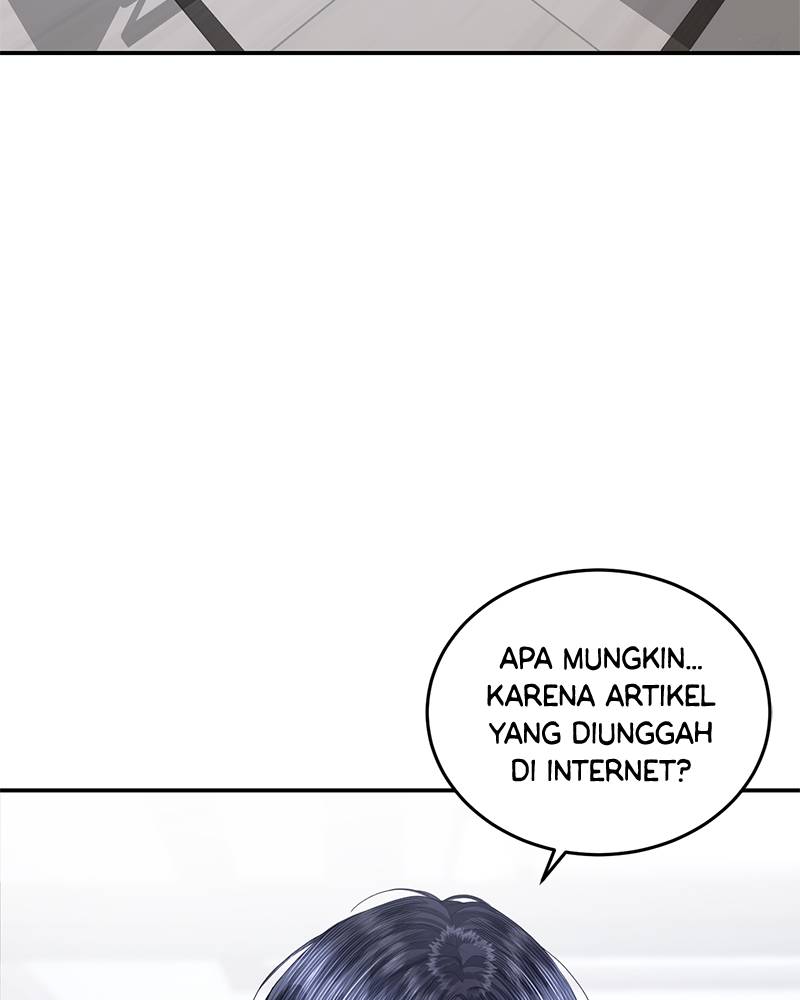 APA MUNGKIN...
KARENA ARTIKEL
YANG DIUNGGAH
DI INTERNET?